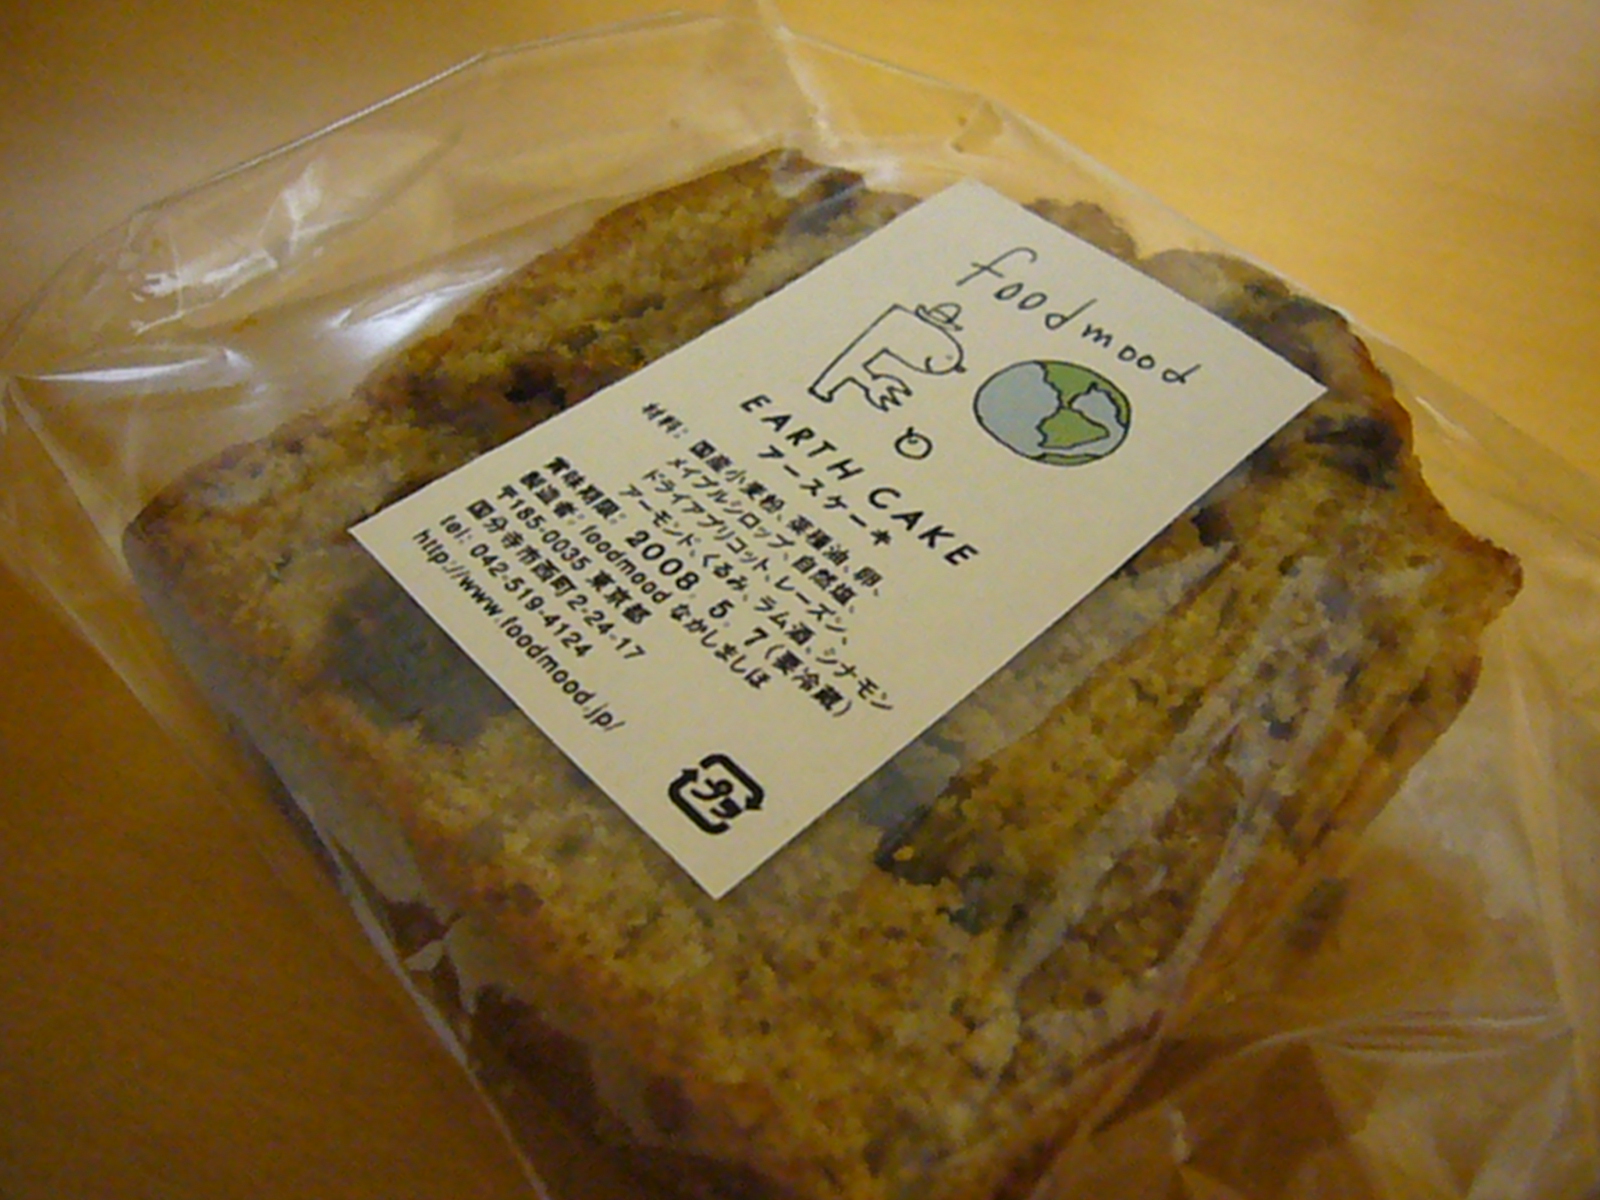 foodmood
EARTH CAKE
アースケーキ
材料: 国産小麦粉、菜種油、卵、
メイプルシロップ、自然塩、
ドライアプリコット、レーズン、
アーモンド、くるみ、ラム酒、シナモン
賞味期限: 2008. 5. 7 (要冷蔵)
製造者: foodmood なかしましほ
〒185-0035 東京都
国分寺市西町2-24-17
tel: 042-519-4124
http://www.foodmood.jp/
プラ